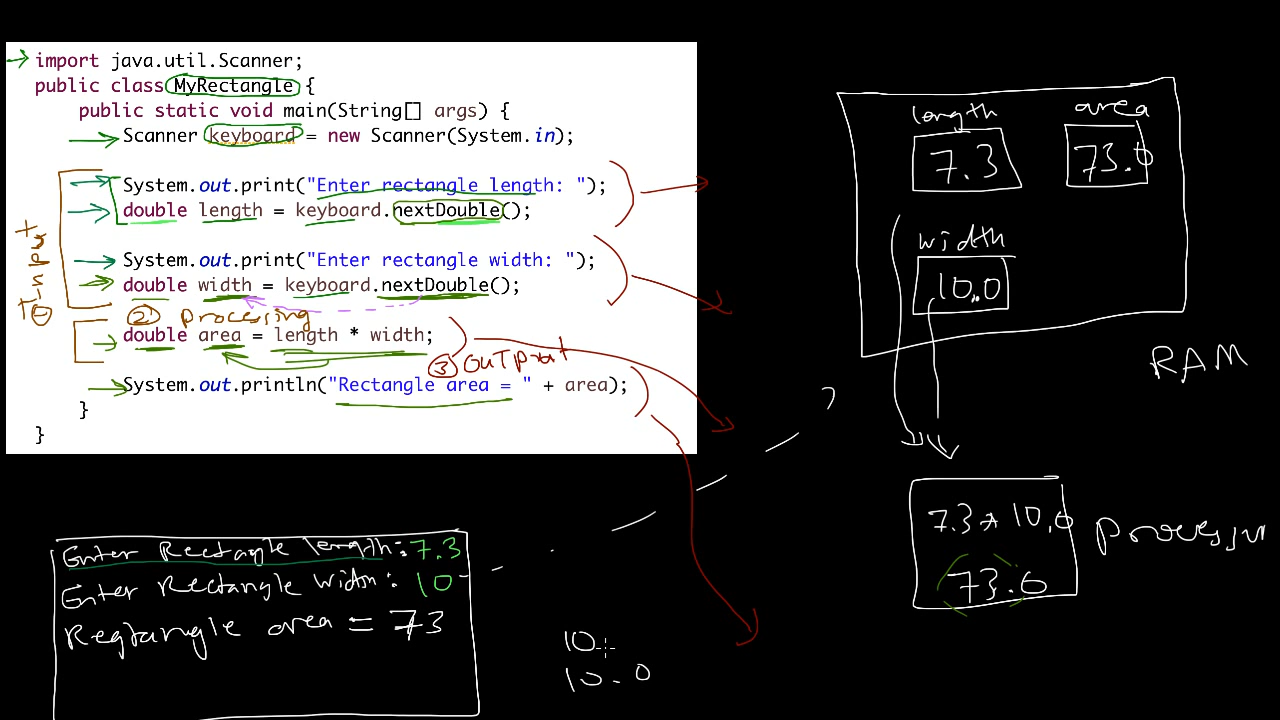 import java.util.Scanner;
public class MyRectangle {
public static void main(String[] args) {
Scanner keyboard = new Scanner(System.in);
System.out.print("Enter rectangle length: ");
double length = keyboard.nextDouble();
System.out.print("Enter rectangle width: ");
double width = keyboard.nextDouble();
② processing
double area = length * width;
③ OUTput
System.out.println("Rectangle area = " + area);
}
}
① input
length
7.3
area
73.0
width
10.0
RAM
7.3 * 10.0
73.0
Enter Rectangle length: 7.3
Enter Rectangle width: 10
Reqtangle area = 73
10
10.0